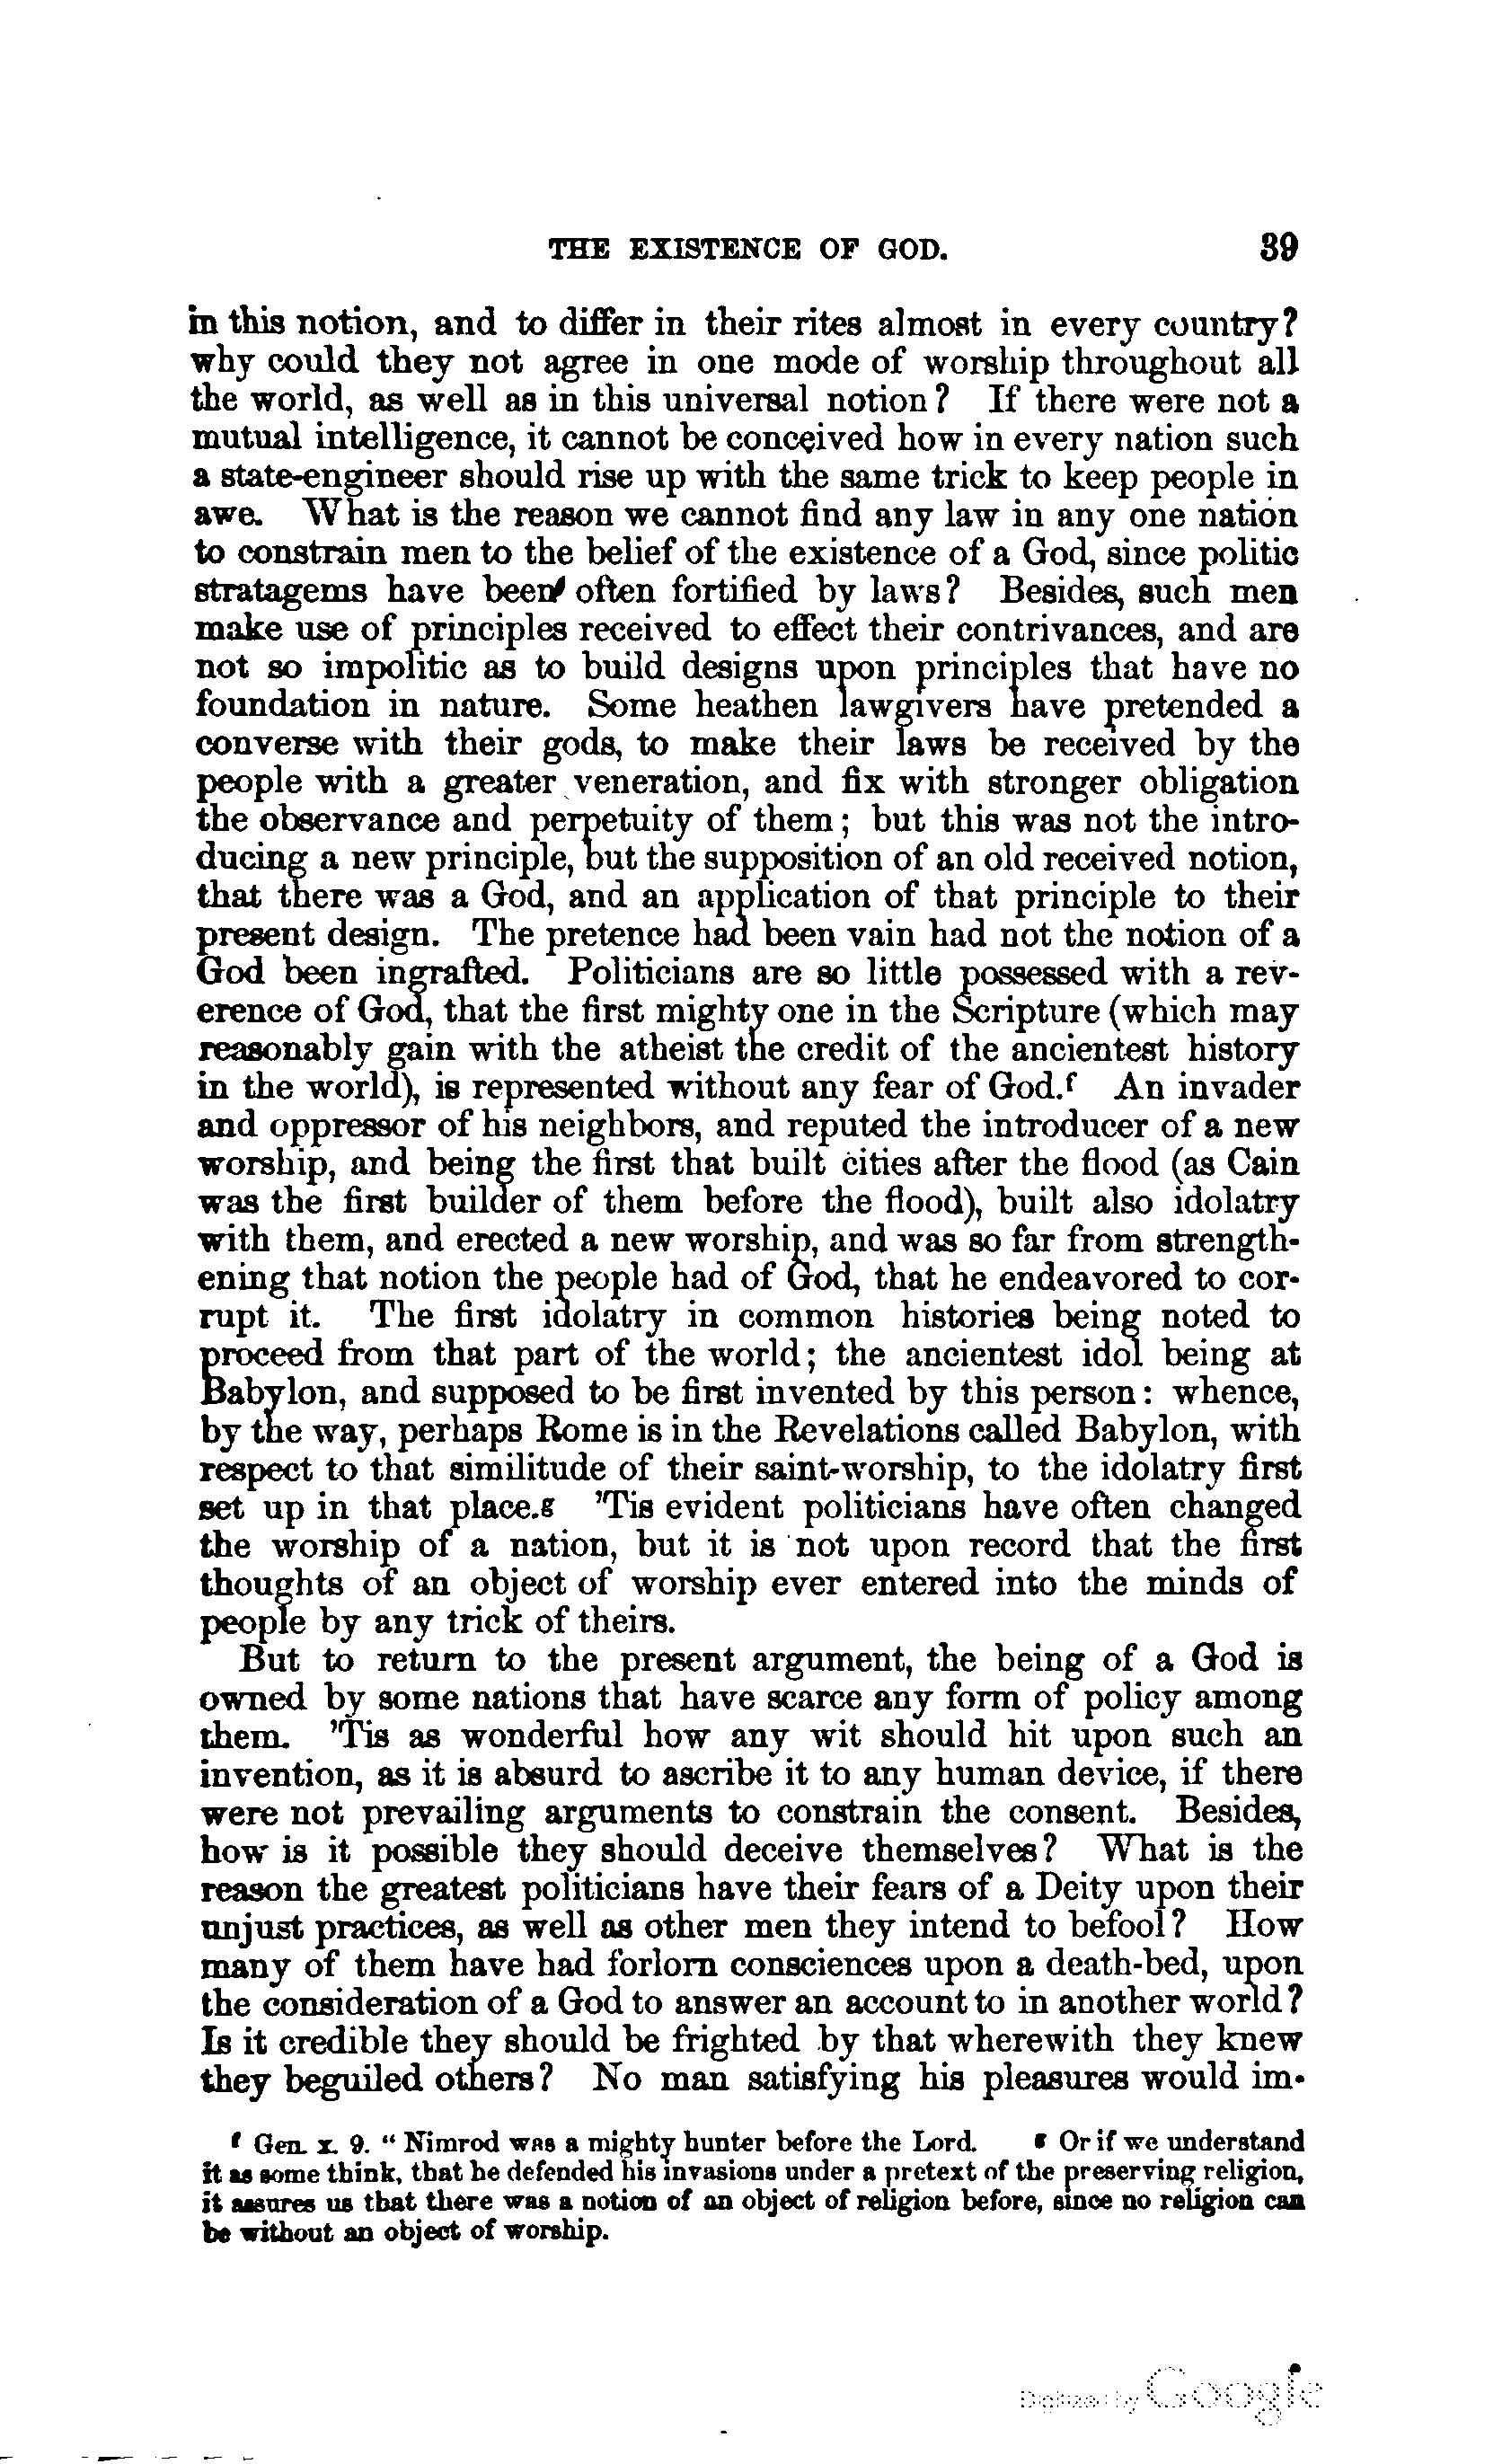 THE EXISTENCE OF GOD. 39
in this notion, and to differ in their rites almost in every country?
why could they not agree in one mode of worship throughout all
the world, as well as in this universal notion? If there were not a
mutual intelligence, it cannot be conceived how in every nation such
a state-engineer should rise up with the same trick to keep people in
awe. What is the reason we cannot find any law in any one nation
to constrain men to the belief of the existence of a God, since politic
stratagems have been often fortified by laws? Besides, such men
make use of principles received to effect their contrivances, and are
not so impolitic as to build designs upon principles that have no
foundation in nature. Some heathen lawgivers have pretended a
converse with their gods, to make their laws be received by the
people with a greater veneration, and fix with stronger obligation
the observance and perpetuity of them; but this was not the intro-
ducing a new principle, but the supposition of an old received notion,
that there was a God, and an application of that principle to their
present design. The pretence had been vain had not the notion of a
God been ingrafted. Politicians are so little possessed with a rev-
erence of God, that the first mighty one in the Scripture (which may
reasonably gain with the atheist the credit of the ancientest history
in the world), is represented without any fear of God.f An invader
and oppressor of his neighbors, and reputed the introducer of a new
worship, and being the first that built cities after the flood (as Cain
was the first builder of them before the flood), built also idolatry
with them, and erected a new worship, and was so far from strength-
ening that notion the people had of God, that he endeavored to cor-
rupt it. The first idolatry in common histories being noted to
proceed from that part of the world; the ancientest idol being at
Babylon, and supposed to be first invented by this person: whence,
by the way, perhaps Rome is in the Revelations called Babylon, with
respect to that similitude of their saint-worship, to the idolatry first
set up in that place.g 'Tis evident politicians have often changed
the worship of a nation, but it is not upon record that the first
thoughts of an object of worship ever entered into the minds of
people by any trick of theirs.
But to return to the present argument, the being of a God is
owned by some nations that have scarce any form of policy among
them. 'Tis as wonderful how any wit should hit upon such an
invention, as it is absurd to ascribe it to any human device, if there
were not prevailing arguments to constrain the consent. Besides,
how is it possible they should deceive themselves? What is the
reason the greatest politicians have their fears of a Deity upon their
unjust practices, as well as other men they intend to befool? How
many of them have had forlorn consciences upon a death-bed, upon
the consideration of a God to answer an account to in another world?
Is it credible they should be frighted by that wherewith they knew
they beguiled others? No man satisfying his pleasures would im-
f Gen. x. 9. "Nimrod was a mighty hunter before the Lord. g Or if we understand
it as some think, that he defended his invasions under a pretext of the preserving religion,
it assures us that there was a notion of an object of religion before, since no religion can
be without an object of worship.
Digitized by Google